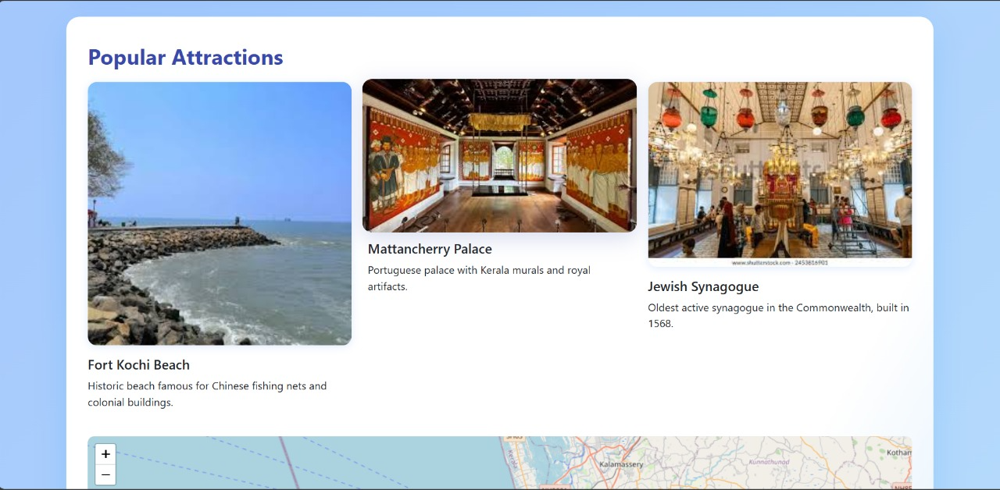 Popular Attractions
shutterstock
www.shutterstock.com · 2453816901
Mattancherry Palace
Portuguese palace with Kerala murals and royal
artifacts.
Jewish Synagogue
Oldest active synagogue in the Commonwealth, built in
1568.
Fort Kochi Beach
Historic beach famous for Chinese fishing nets and
colonial buildings.
+
−
Kerala
Kalamassery
Kunnathunad